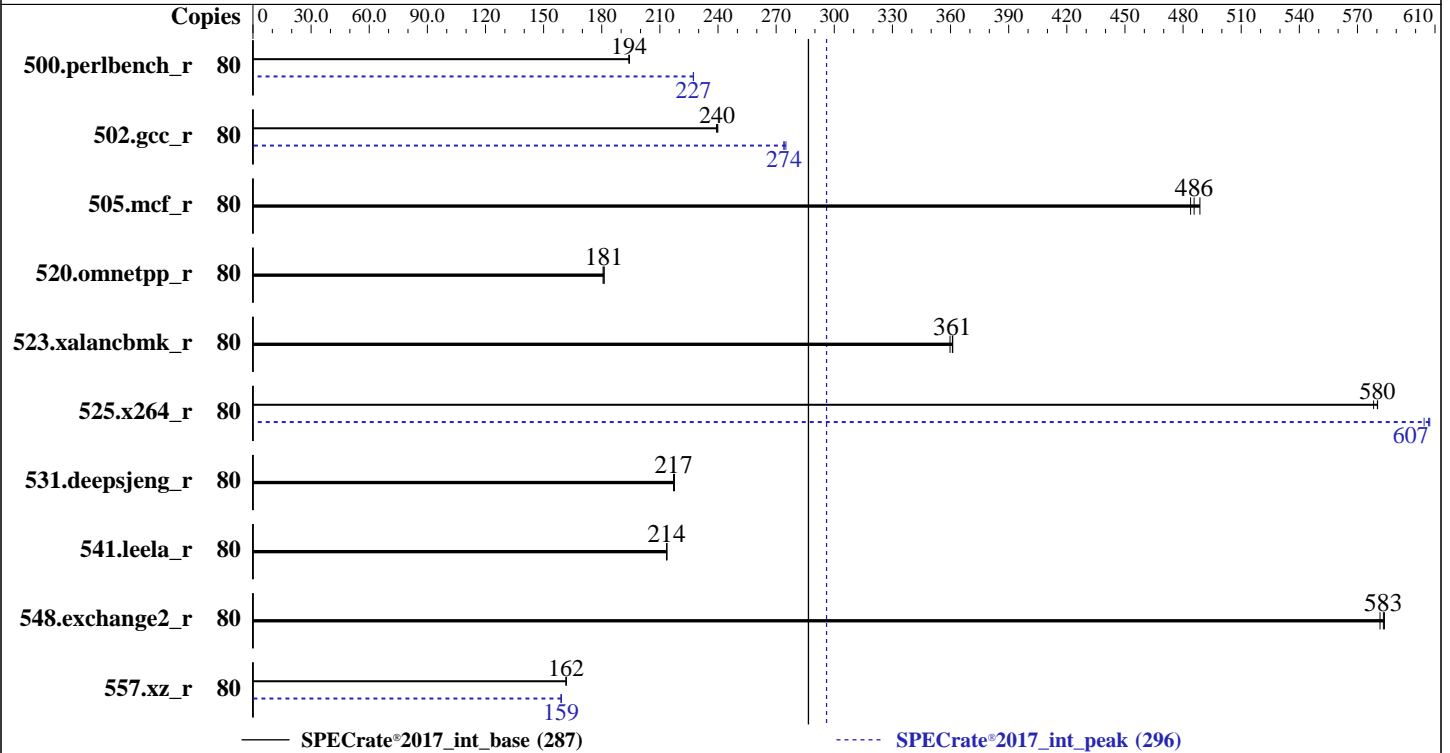 Copies 0 30.0 60.0 90.0 120 150 180 210 240 270 300 330 360 390 420 450 480 510 540 570 610
194
500.perlbench_r 80
227
240
502.gcc_r 80
274
486
505.mcf_r 80
181
520.omnetpp_r 80
361
523.xalancbmk_r 80
580
525.x264_r 80
607
217
531.deepsjeng_r 80
214
541.leela_r 80
583
548.exchange2_r 80
162
557.xz_r 80
159
SPECrate®2017_int_base (287) SPECrate®2017_int_peak (296)